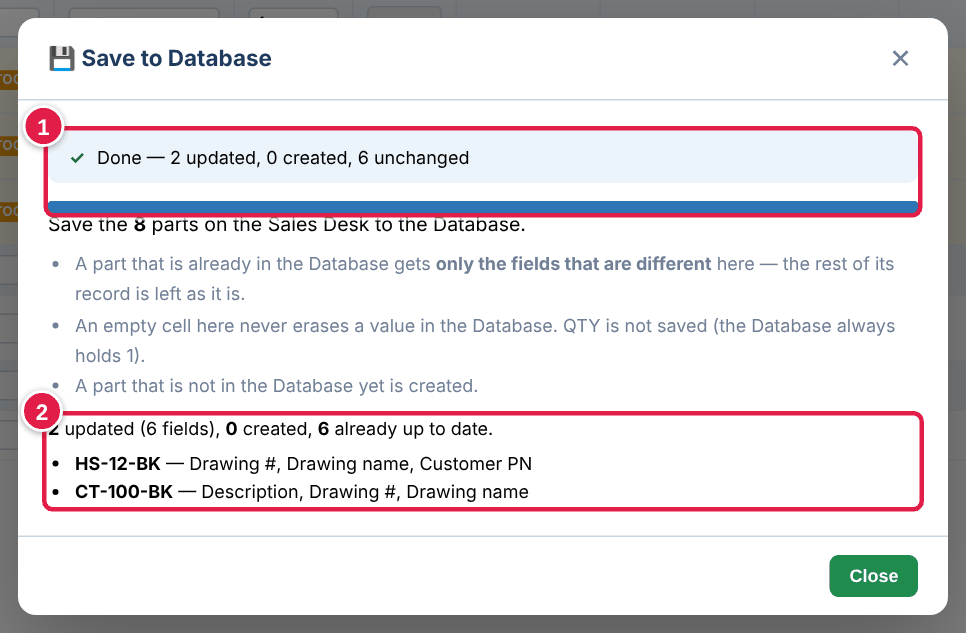 💾 Save to Database
✕
1
✓ Done — 2 updated, 0 created, 6 unchanged
Save the 8 parts on the Sales Desk to the Database.
• A part that is already in the Database gets only the fields that are different here — the rest of its
record is left as it is.
• An empty cell here never erases a value in the Database. QTY is not saved (the Database always
holds 1).
• A part that is not in the Database yet is created.
2
2 updated (6 fields), 0 created, 6 already up to date.
• HS-12-BK — Drawing #, Drawing name, Customer PN
• CT-100-BK — Description, Drawing #, Drawing name
Close